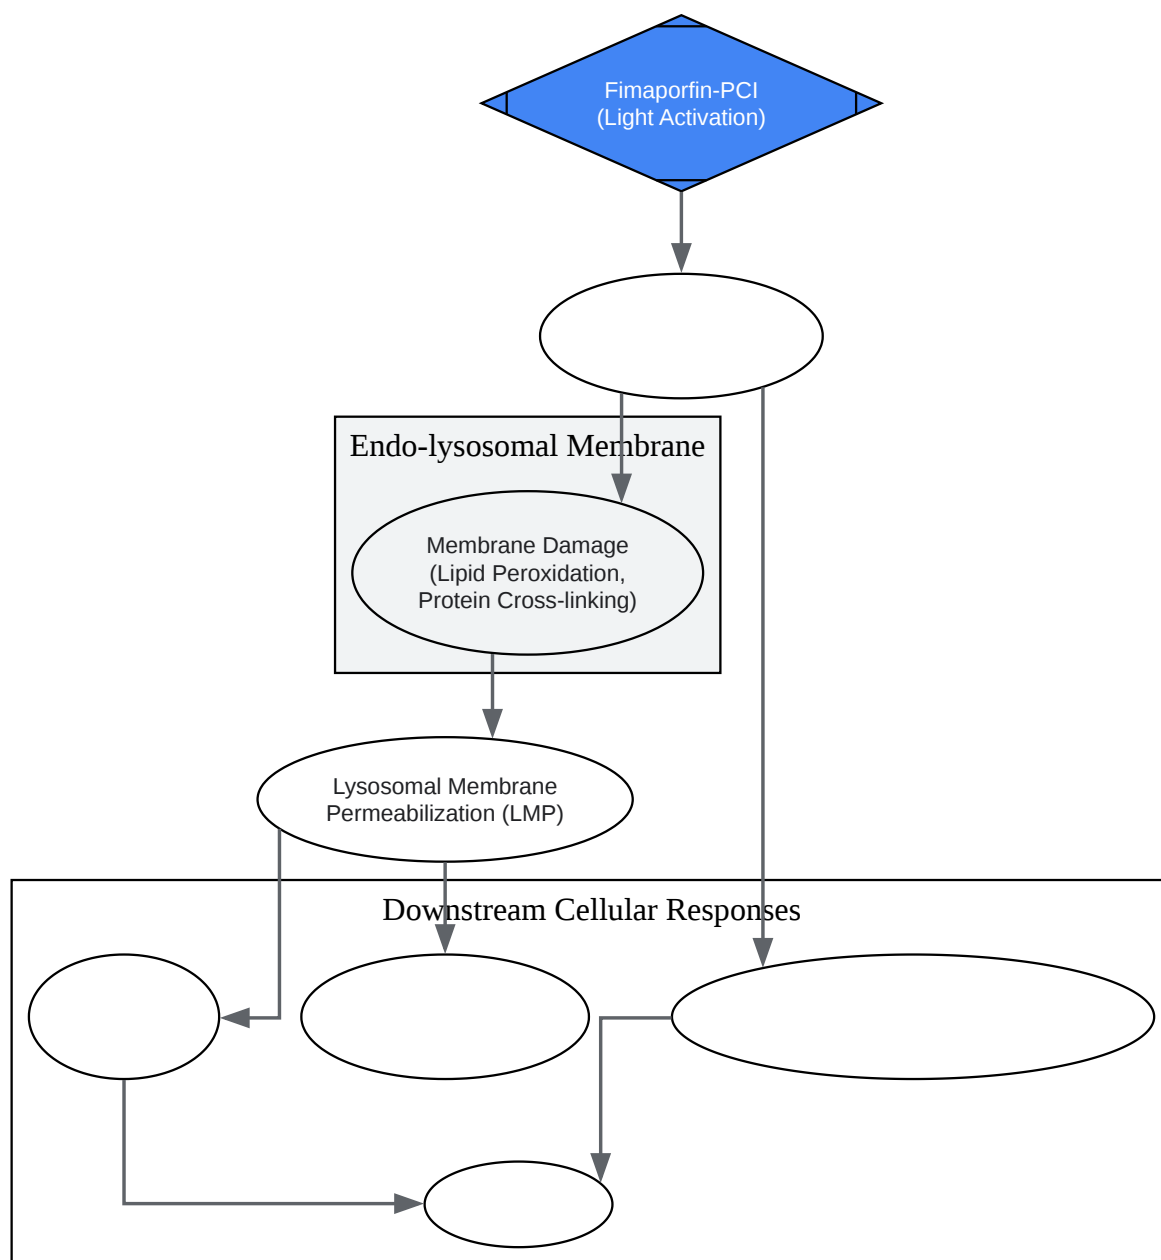 Fimaporfin-PCI
(Light Activation)
Endo-lysosomal Membrane
Membrane Damage
(Lipid Peroxidation,
Protein Cross-linking)
Lysosomal Membrane
Permeabilization (LMP)
Downstream Cellular Responses